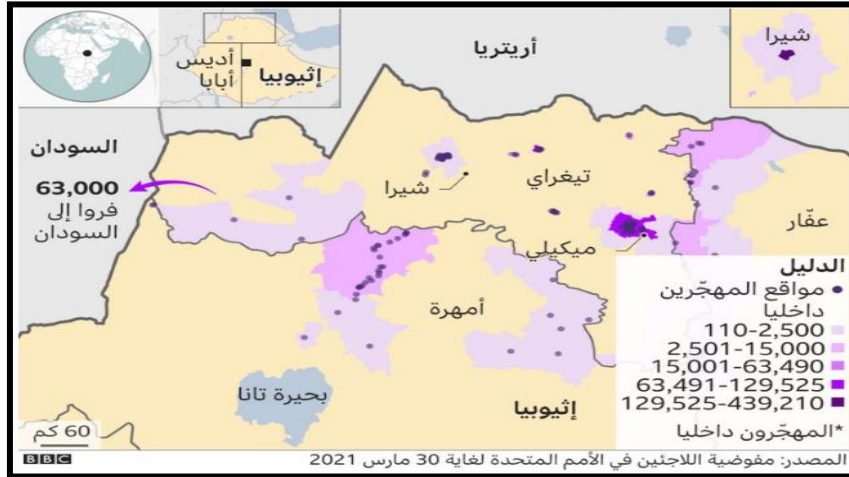 أديس
أبابا
إثيوبيا
أريتريا
شيرا
السودان
63,000
فروا إلى
السودان
شيرا
تيغراي
عفّار
ميكيلي
أمهرة
بحيرة تانا
إثيوبيا
الدليل
مواقع المهجّرين
داخليا
110-2,500
2,501-15,000
15,001-63,490
63,491-129,525
129,525-439,210
*المهجّرون داخليا
60 كم
BBC
المصدر: مفوضية اللاجئين في الأمم المتحدة لغاية 30 مارس 2021